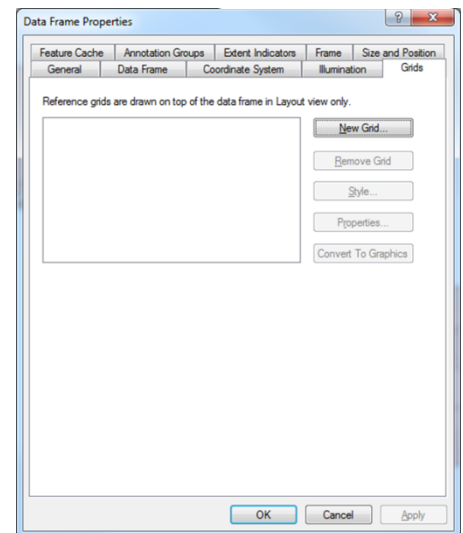 Data Frame Properties
Feature Cache Annotation Groups Extent Indicators Frame Size and Position
General Data Frame Coordinate System Illumination Grids
Reference grids are drawn on top of the data frame in Layout view only.
New Grid...
Remove Grid
Style...
Properties...
Convert To Graphics
OK Cancel Apply